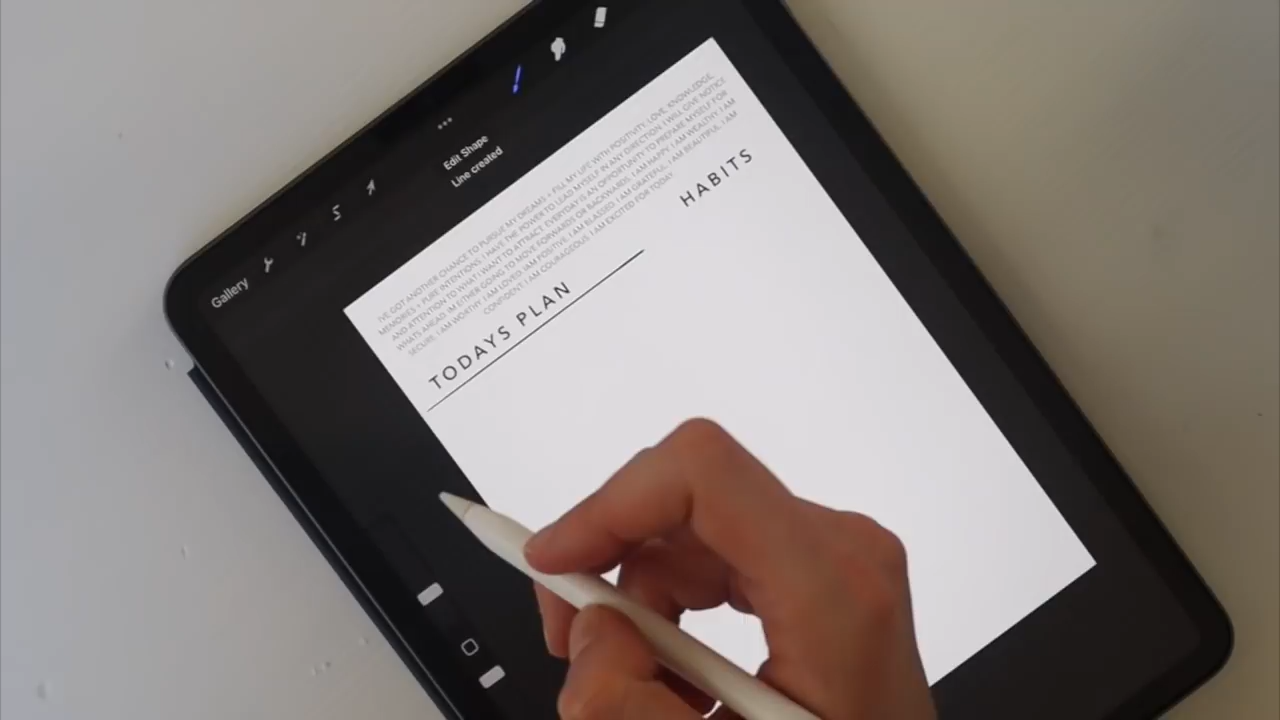 Gallery
Edit Shape
Line created
I'VE GOT ANOTHER CHANCE TO PURSUE MY DREAMS + FILL MY LIFE WITH POSITIVITY, LOVE, KNOWLEDGE,
MEMORIES + PURE INTENTIONS. I HAVE THE POWER TO LEAD MYSELF IN ANY DIRECTION. I WILL GIVE NOTICE
AND ATTENTION TO WHAT I WANT TO ATTRACT. EVERYDAY IS AN OPPORTUNITY TO PREPARE MYSELF FOR
WHATS AHEAD. IM EITHER GOING TO MOVE FORWARDS OR BACKWARDS. I AM HAPPY. I AM WEALTHY. I AM
SECURE. I AM WORTHY. I AM LOVED. IAM POSITIVE. I AM BLASSED. I AM GRATEFUL. I AM BEAUTIFUL. I AM
CONFIDENT. I AM COURAGEOUS. I AM EXCITED FOR TODAY.
TODAYS PLAN
HABITS